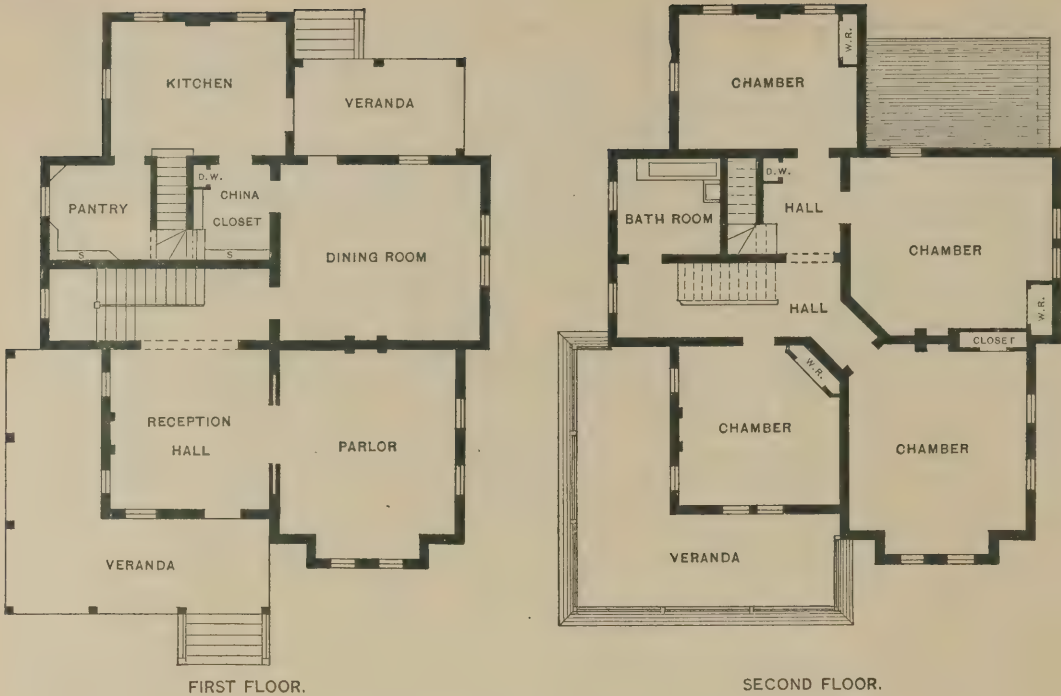 KITCHEN
VERANDA
D.W.
CHINA
CLOSET
PANTRY
S
S
DINING ROOM
RECEPTION
HALL
PARLOR
VERANDA
FIRST FLOOR.
W.R.
CHAMBER
D.W.
HALL
BATH ROOM
CHAMBER
W.R.
HALL
CLOSET
W.R.
CHAMBER
CHAMBER
VERANDA
SECOND FLOOR.